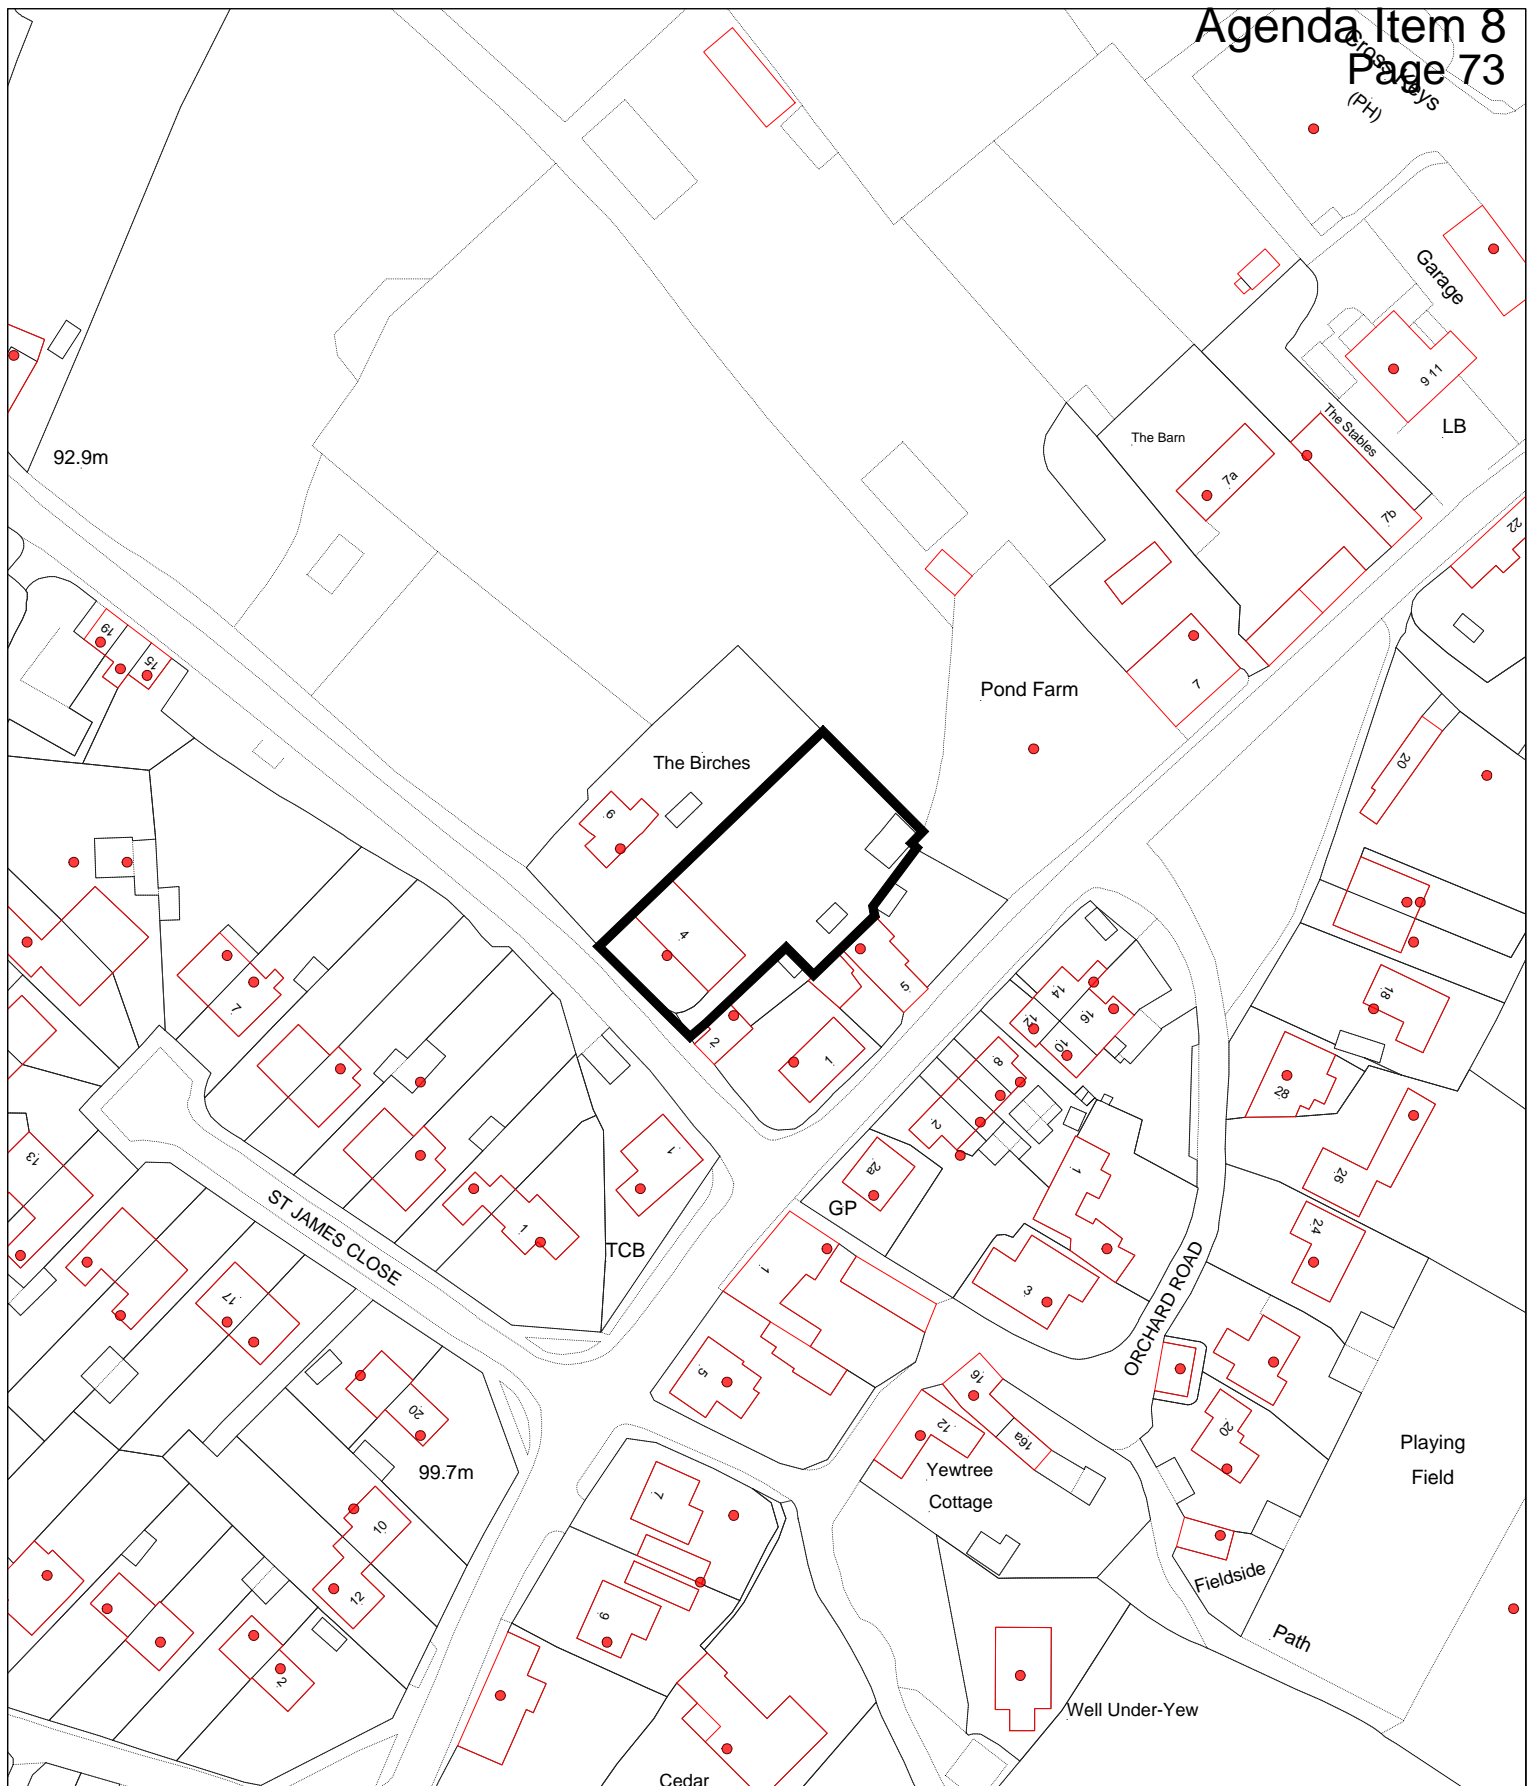 Agenda Item 8
Page 73
Cross Keys
(PH)
Garage
9 11
LB
The Stables
The Barn
7a
7b
22
92.9m
19
15
Pond Farm
7
The Birches
9
20
4
7
5
14
16
12
10
18
2
1
8
28
2
1
2a
1
26
13
GP
ST JAMES CLOSE
1
TCB
24
1
3
ORCHARD ROAD
17
5
16
20
12
16a
20
Playing
Field
99.7m
Yewtree
Cottage
7
10
12
Fieldside
9
Path
2
Well Under-Yew
Cedar